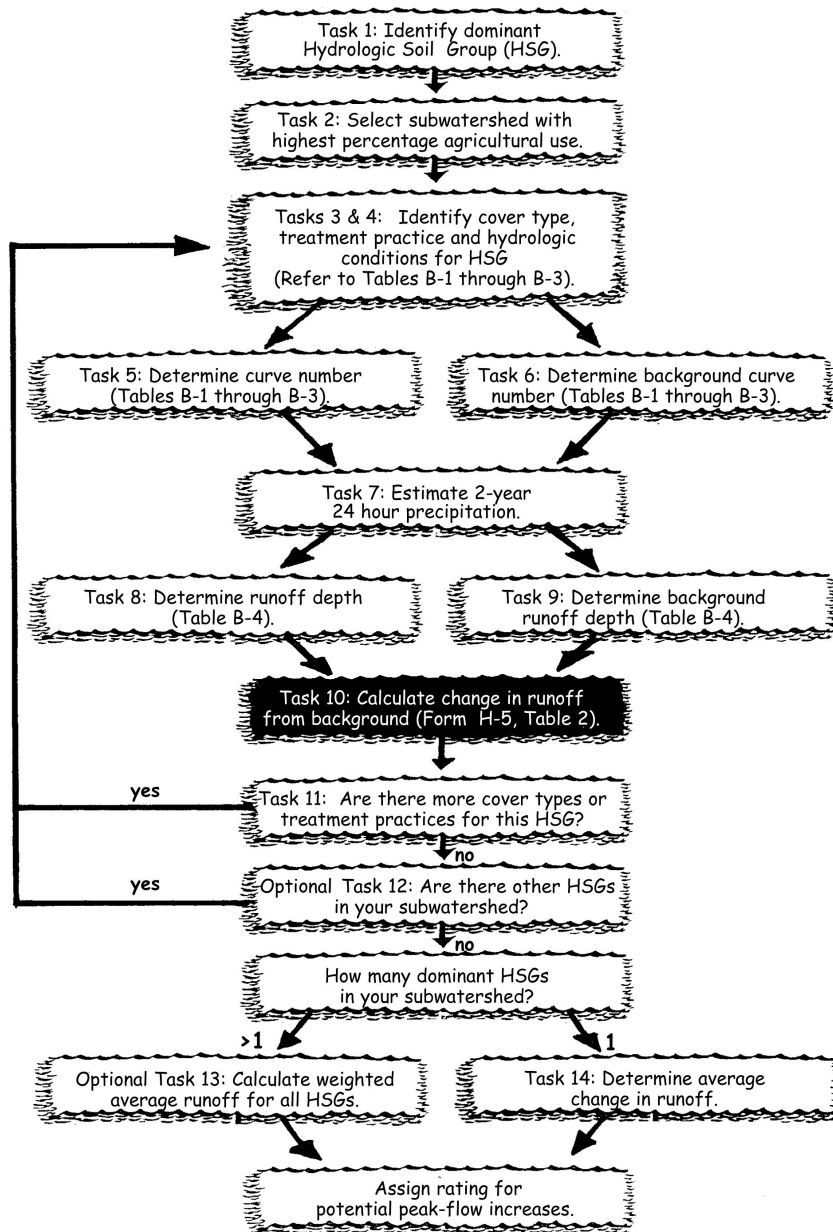 Task 1: Identify dominant
Hydrologic Soil Group (HSG).
Task 2: Select subwatershed with
highest percentage agricultural use.
Tasks 3 & 4: Identify cover type,
treatment practice and hydrologic
conditions for HSG
(Refer to Tables B-1 through B-3).
Task 5: Determine curve number
(Tables B-1 through B-3).
Task 6: Determine background curve
number (Tables B-1 through B-3).
Task 7: Estimate 2-year
24 hour precipitation.
Task 8: Determine runoff depth
(Table B-4).
Task 9: Determine background
runoff depth (Table B-4).
Task 10: Calculate change in runoff
from background (Form H-5, Table 2).
yes
Task 11: Are there more cover types or
treatment practices for this HSG?
no
yes
Optional Task 12: Are there other HSGs
in your subwatershed?
no
How many dominant HSGs
in your subwatershed?
>1
1
Optional Task 13: Calculate weighted
average runoff for all HSGs.
Task 14: Determine average
change in runoff.
Assign rating for
potential peak-flow increases.